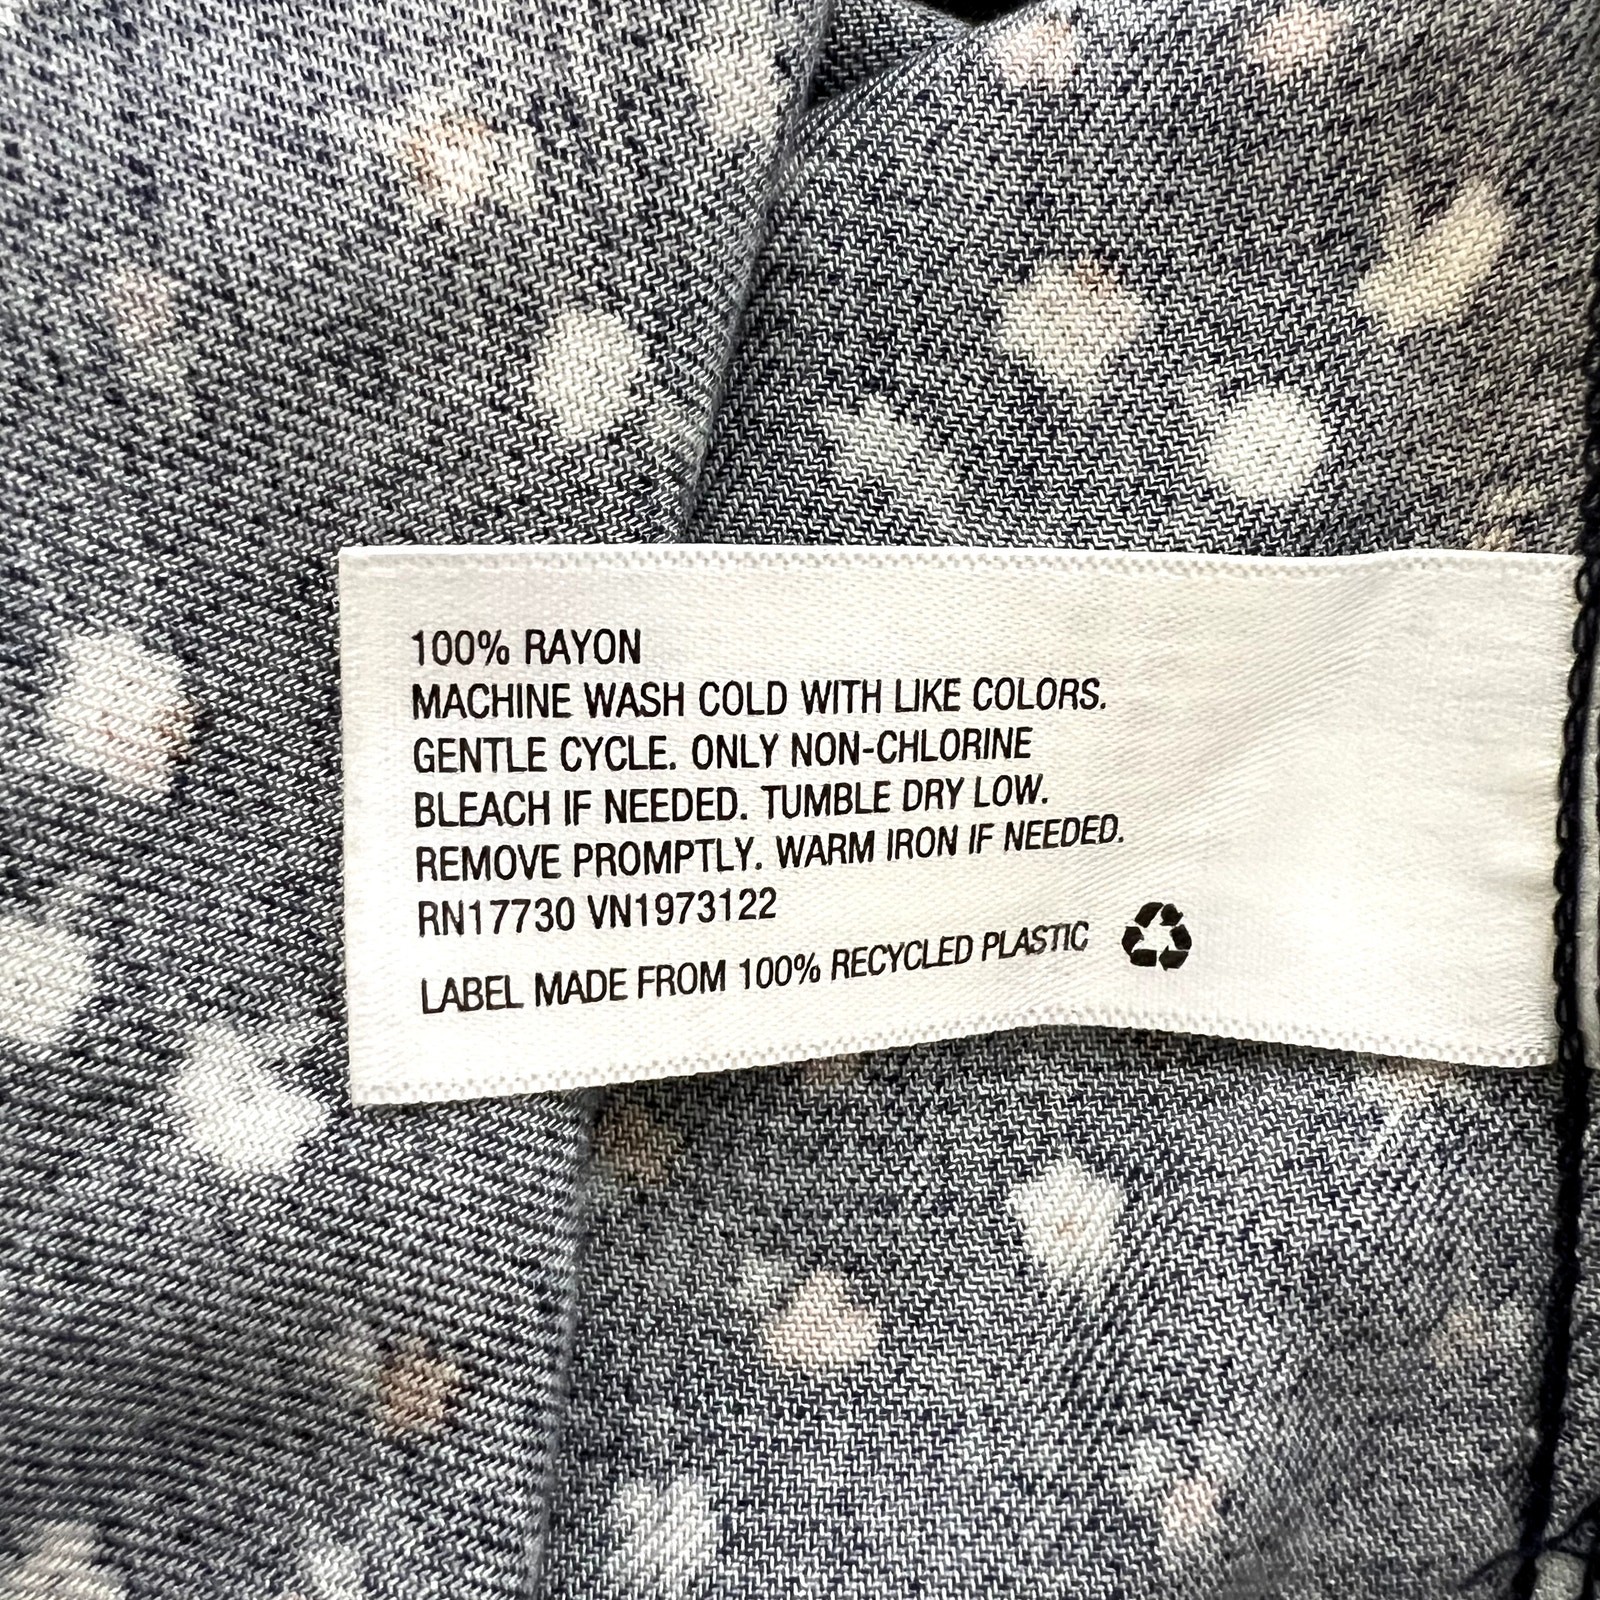 100% RAYON
MACHINE WASH COLD WITH LIKE COLORS.
GENTLE CYCLE. ONLY NON-CHLORINE
BLEACH IF NEEDED. TUMBLE DRY LOW.
REMOVE PROMPTLY. WARM IRON IF NEEDED.
RN17730 VN1973122
LABEL MADE FROM 100% RECYCLED PLASTIC